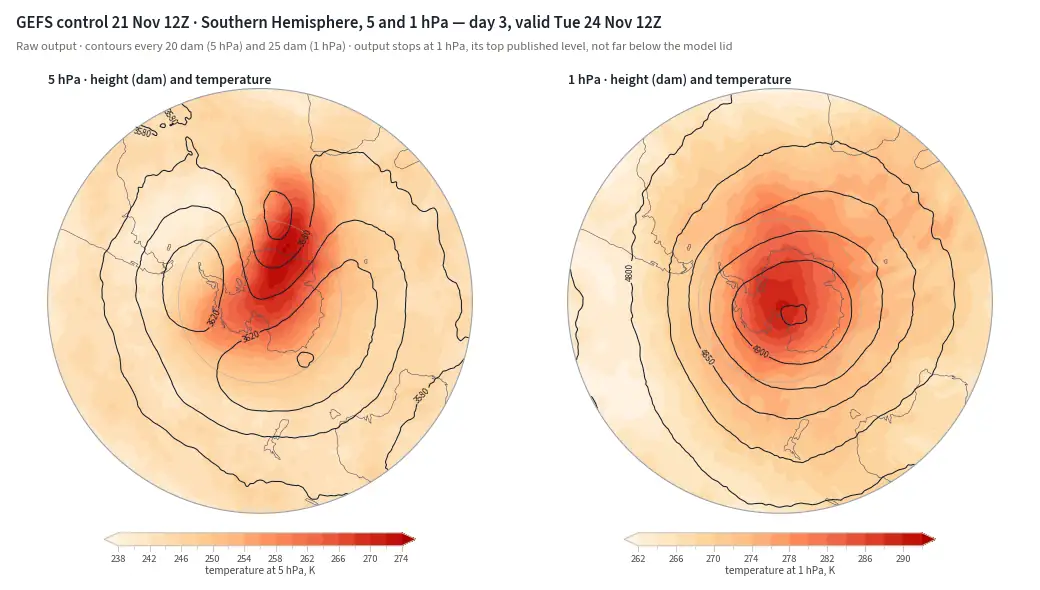 GEFS control 21 Nov 12Z · Southern Hemisphere, 5 and 1 hPa — day 3, valid Tue 24 Nov 12Z
Raw output · contours every 20 dam (5 hPa) and 25 dam (1 hPa) · output stops at 1 hPa, its top published level, not far below the model lid
5 hPa · height (dam) and temperature
1 hPa · height (dam) and temperature
3580
3580
3620
3620
3580
4800
4850
4900
238 242 246 250 254 258 262 266 270 274
temperature at 5 hPa, K
262 266 270 274 278 282 286 290
temperature at 1 hPa, K